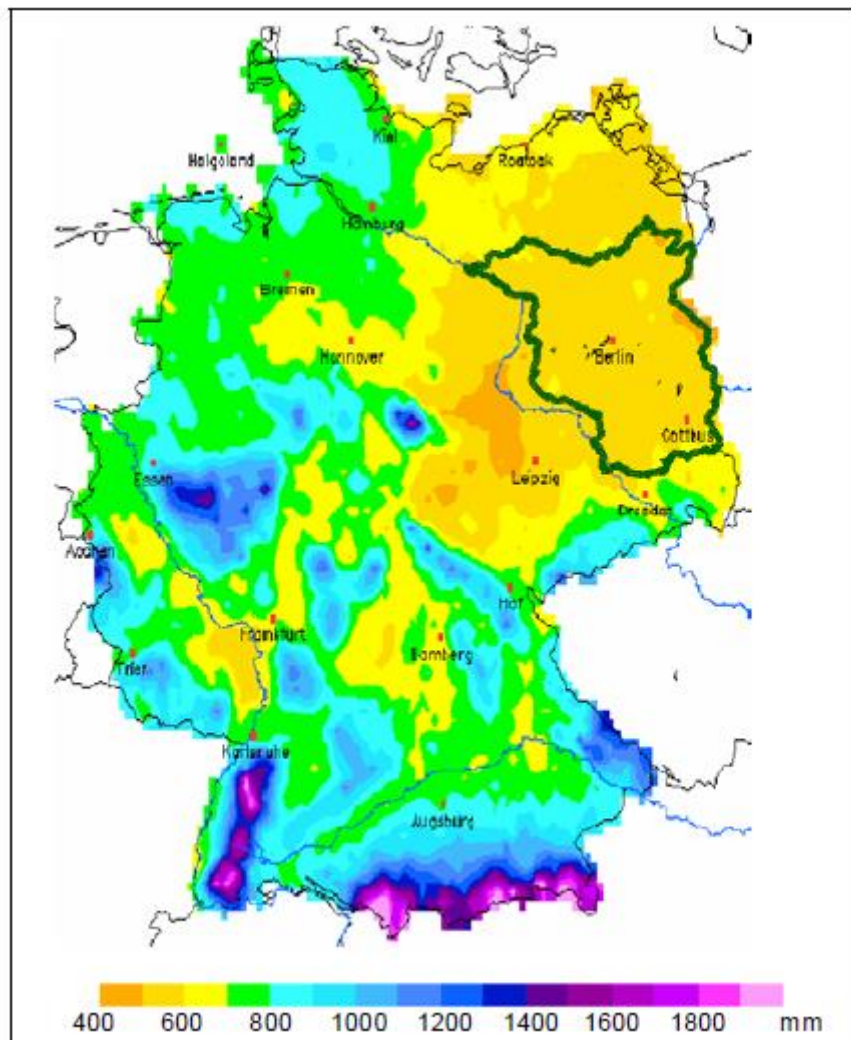 Kiel
Helgoland
Rostock
Hamburg
Bremen
Hannover
Berlin
Cottbus
Essen
Leipzig
Dresden
Aachen
Hof
Frankfurt
Bamberg
Trier
Karlsruhe
Augsburg
400 600 800 1000 1200 1400 1600 1800 mm